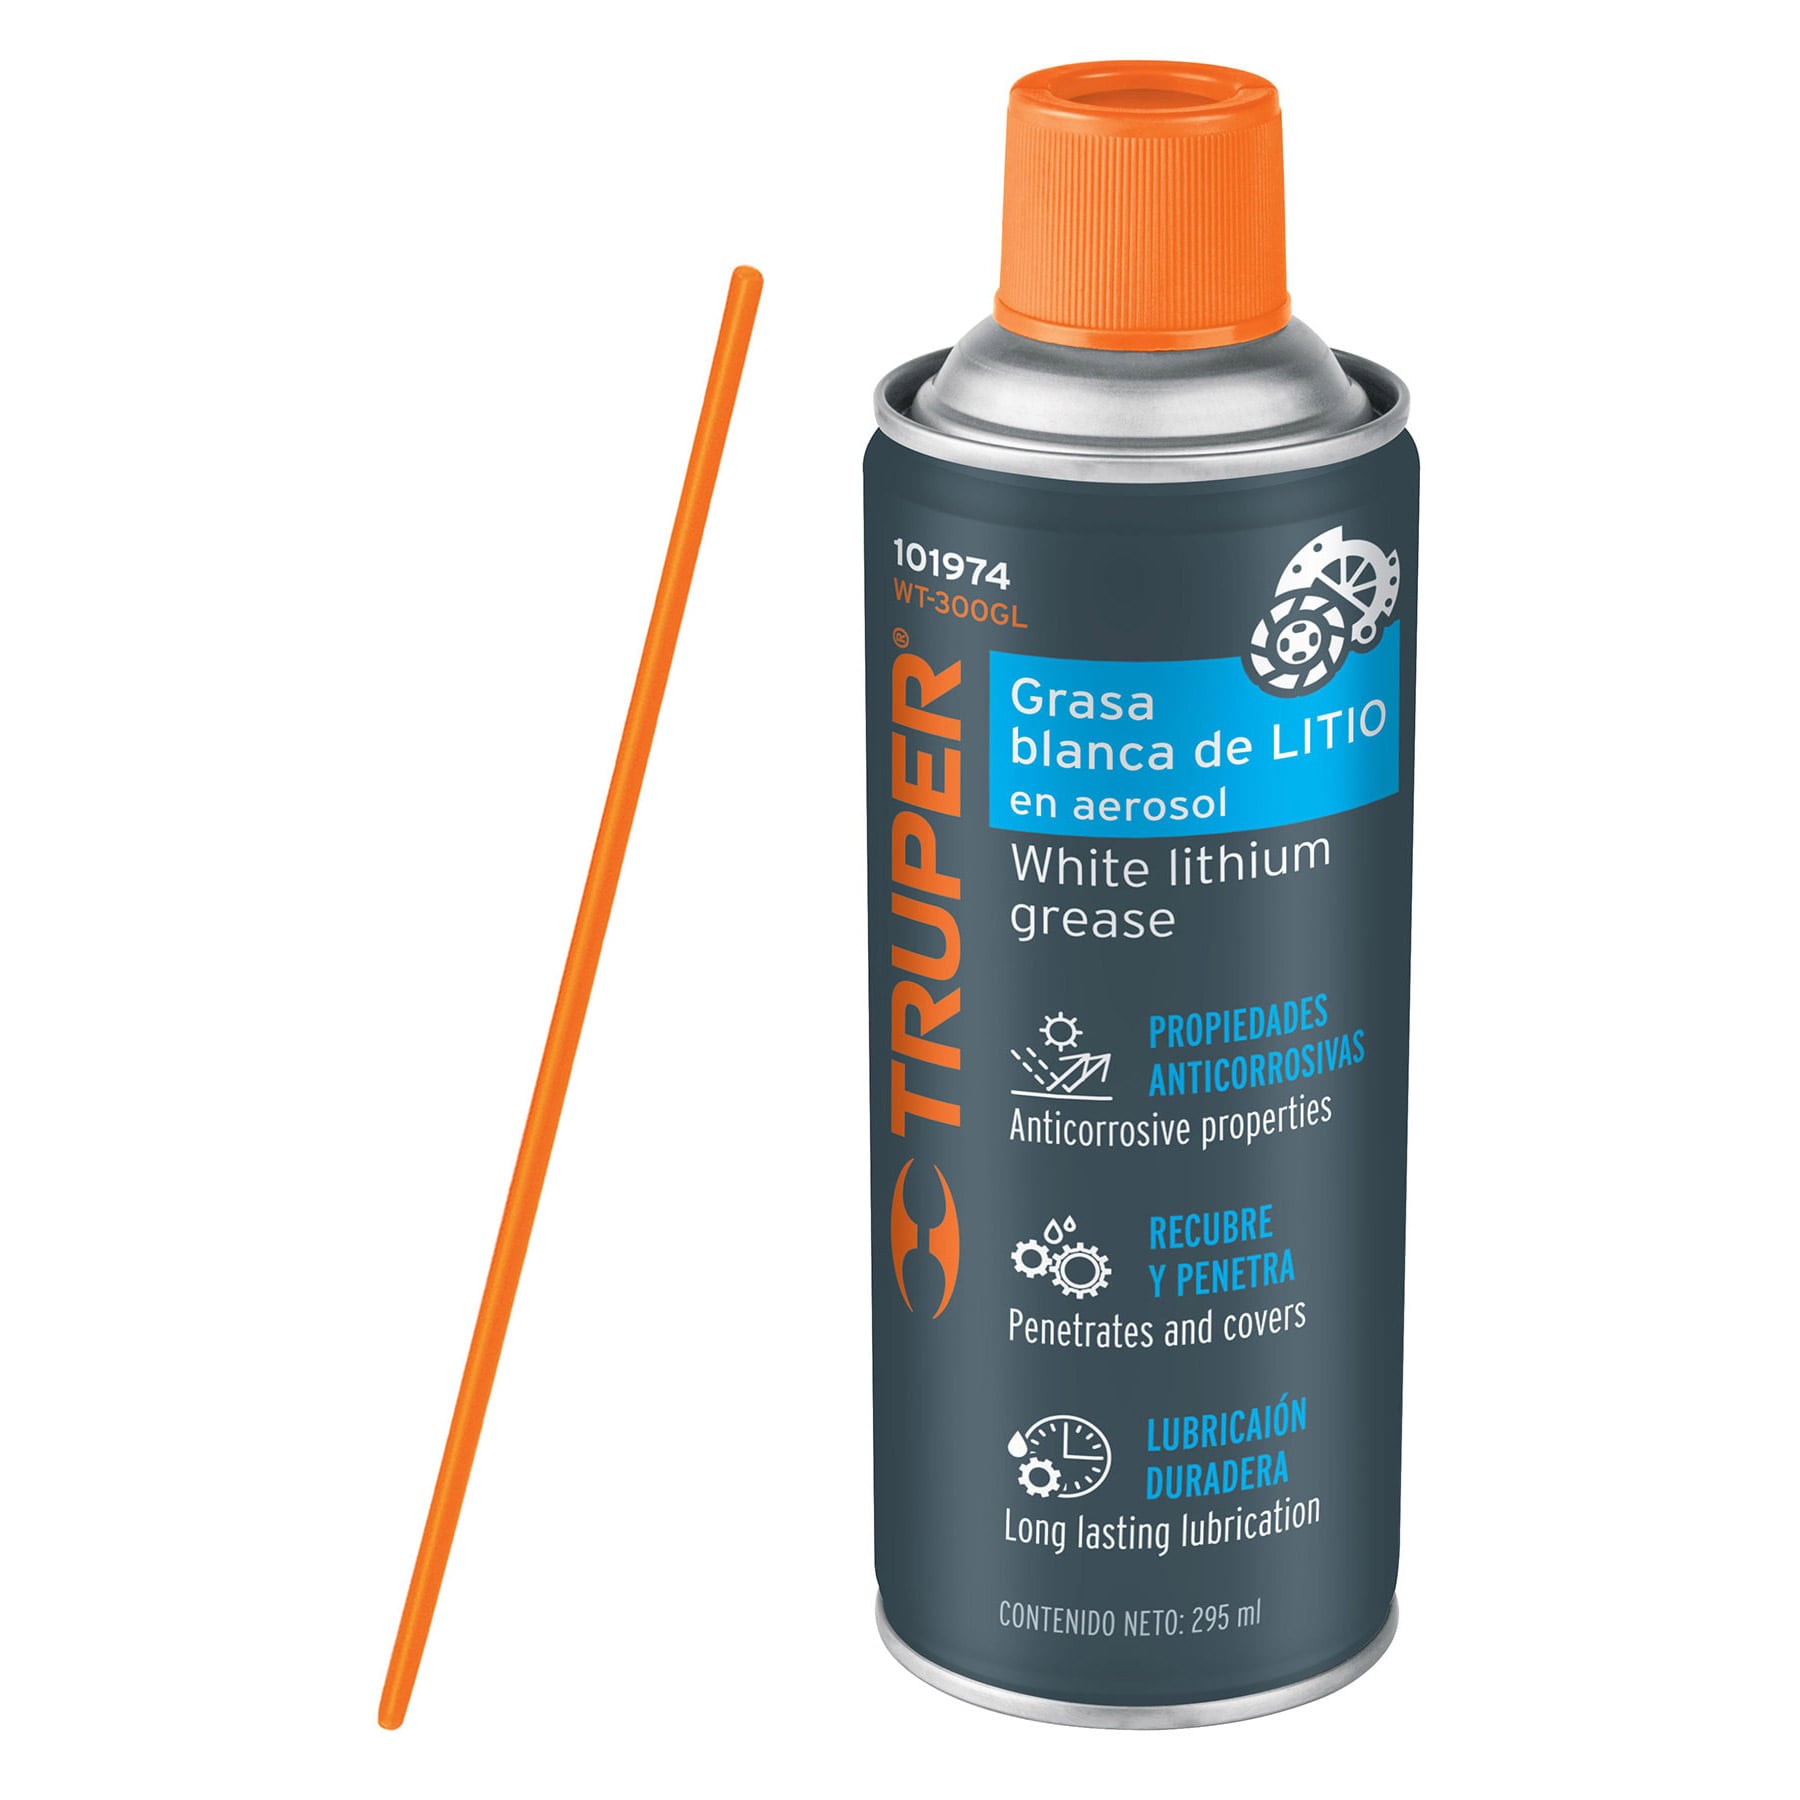 101974
WT-300GL
TRUPER®
Grasa
blanca de LITIO
en aerosol
White lithium
grease
PROPIEDADES
ANTICORROSIVAS
Anticorrosive properties
RECUBRE
Y PENETRA
Penetrates and covers
LUBRICAIÓN
DURADERA
Long lasting lubrication
CONTENIDO NETO: 295 ml